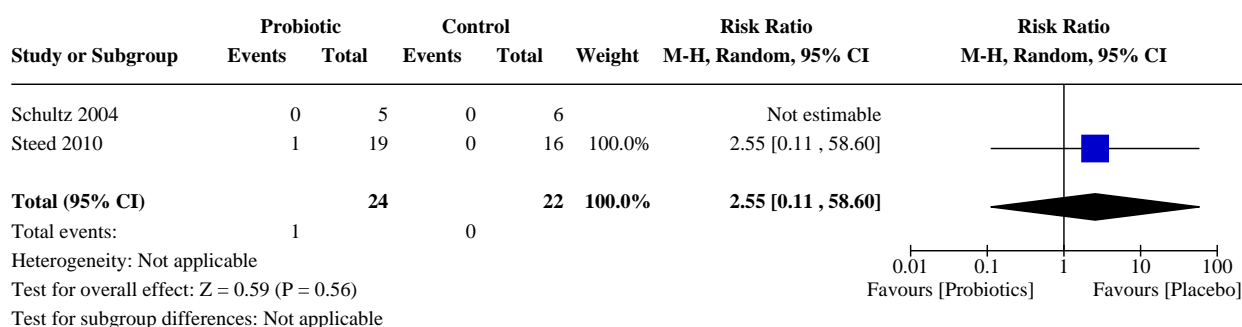 Probiotic Control Risk Ratio Risk Ratio
Study or Subgroup Events Total Events Total Weight M-H, Random, 95% CI M-H, Random, 95% CI
Schultz 2004 0 5 0 6 Not estimable
Steed 2010 1 19 0 16 100.0% 2.55 [0.11 , 58.60]
Total (95% CI) 24 22 100.0% 2.55 [0.11 , 58.60]
Total events: 1 0
Heterogeneity: Not applicable
0.01 0.1 1 10 100
Test for overall effect: Z = 0.59 (P = 0.56)
Favours [Probiotics] Favours [Placebo]
Test for subgroup differences: Not applicable